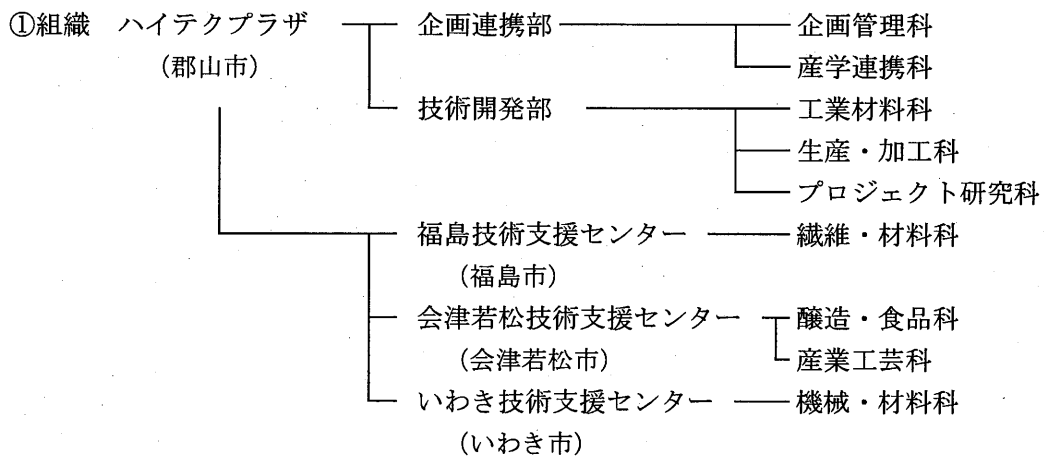 ①組織 ハイテクプラザ 企画連携部 企画管理科
(郡山市) 産学連携科
技術開発部 工業材料科
生産・加工科
プロジェクト研究科
福島技術支援センター 繊維・材料科
(福島市)
会津若松技術支援センター 醸造・食品科
(会津若松市) 産業工芸科
いわき技術支援センター 機械・材料科
(いわき市)